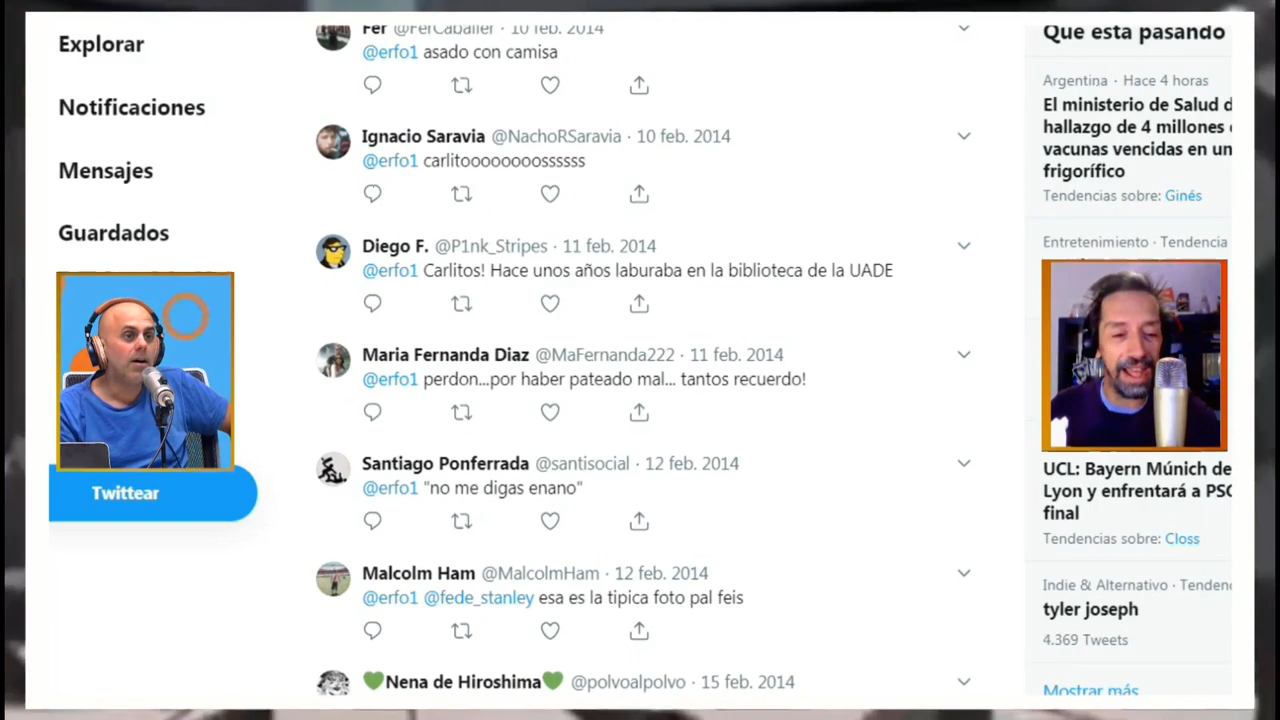 Explorar
Notificaciones
Mensajes
Guardados
Twittear
Fer @FerCaballer · 10 feb. 2014
@erfo1 asado con camisa
Ignacio Saravia @NachoRSaravia · 10 feb. 2014
@erfo1 carlitoooooooossssss
Diego F. @P1nk_Stripes · 11 feb. 2014
@erfo1 Carlitos! Hace unos años laburaba en la biblioteca de la UADE
Maria Fernanda Diaz @MaFernanda222 · 11 feb. 2014
@erfo1 perdon...por haber pateado mal... tantos recuerdo!
Santiago Ponferrada @santisocial · 12 feb. 2014
@erfo1 "no me digas enano"
Malcolm Ham @MalcolmHam · 12 feb. 2014
@erfo1 @fede_stanley esa es la tipica foto pal feis
💚Nena de Hiroshima💚 @polvoalpolvo · 15 feb. 2014
Que esta pasando
Argentina · Hace 4 horas
El ministerio de Salud d
hallazgo de 4 millones
vacunas vencidas en un
frigorífico
Tendencias sobre: Ginés
Entretenimiento · Tendencia
UCL: Bayern Múnich de
Lyon y enfrentará a PSG
final
Tendencias sobre: Closs
Indie & Alternativo · Tendenc
tyler joseph
4.369 Tweets
Mostrar más